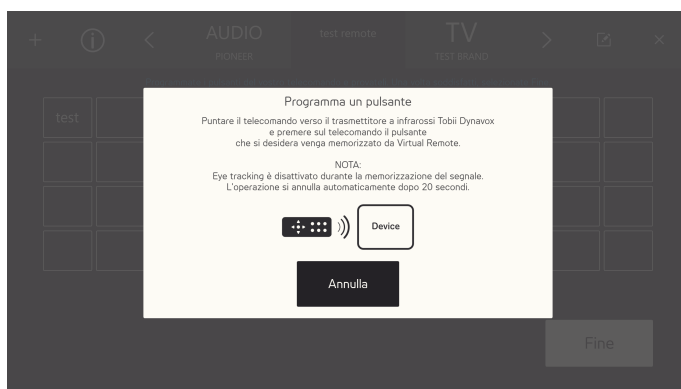 AUDIO
PIONEER
test remote
TV
TEST BRAND
test
Programma un pulsante
Puntare il telecomando verso il trasmettitore a infrarossi Tobii Dynavox
e premere sul telecomando il pulsante
che si desidera venga memorizzato da Virtual Remote.
NOTA:
Eye tracking è disattivato durante la memorizzazione del segnale.
L'operazione si annulla automaticamente dopo 20 secondi.
Device
Annulla
Fine